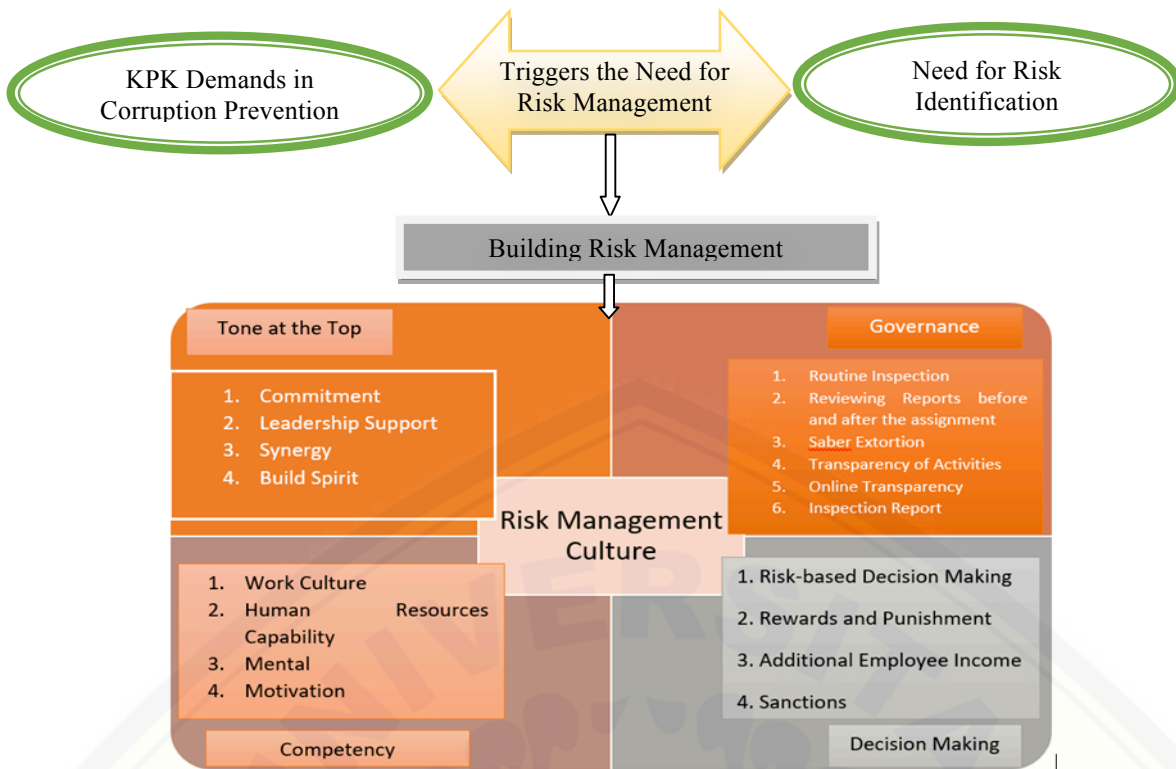 KPK Demands in
Corruption Prevention
Triggers the Need for
Risk Management
Need for Risk
Identification
Building Risk Management
Tone at the Top
1. Commitment
2. Leadership Support
3. Synergy
4. Build Spirit
Governance
1. Routine Inspection
2. Reviewing Reports before
and after the assignment
3. Saber Extortion
4. Transparency of Activities
5. Online Transparency
6. Inspection Report
Risk Management
Culture
1. Work Culture
2. Human Resources
Capability
3. Mental
4. Motivation
Competency
1. Risk-based Decision Making
2. Rewards and Punishment
3. Additional Employee Income
4. Sanctions
Decision Making
UNIVERSITA